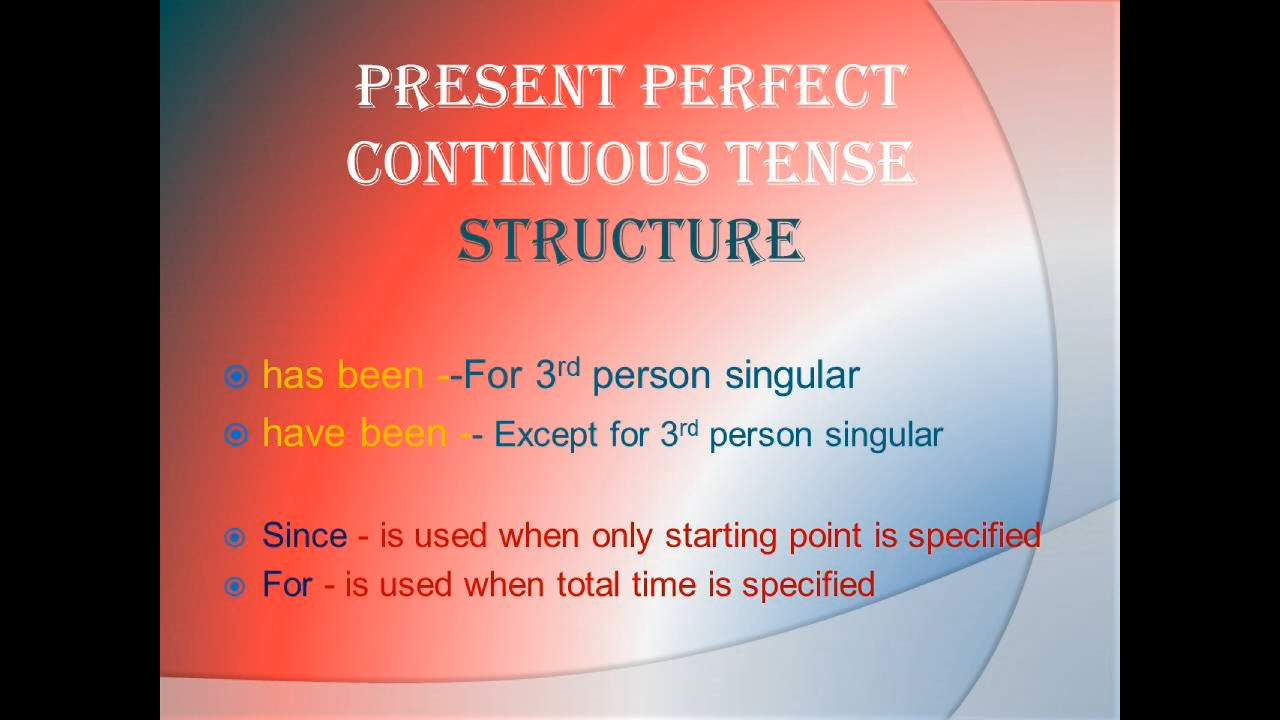 PRESENT PERFECT
CONTINUOUS TENSE
STRUCTURE
has been --For 3rd person singular
have been -- Except for 3rd person singular
Since - is used when only starting point is specified
For - is used when total time is specified